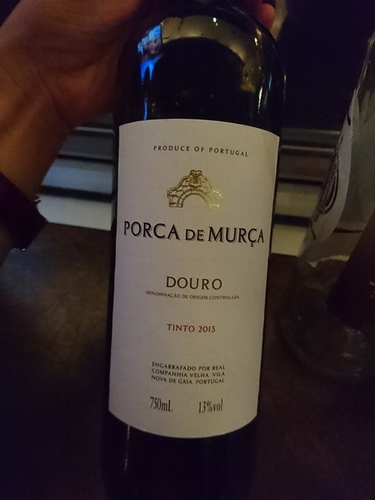 PRODUCE OF PORTUGAL
PORCA DE MURÇA
DOURO
DENOMINAÇÃO DE ORIGEM CONTROLADA
TINTO 2013
ENGARRAFADO POR REAL
COMPANHIA VELHA, VILA
NOVA DE GAIA, PORTUGAL
750mL 13%vol